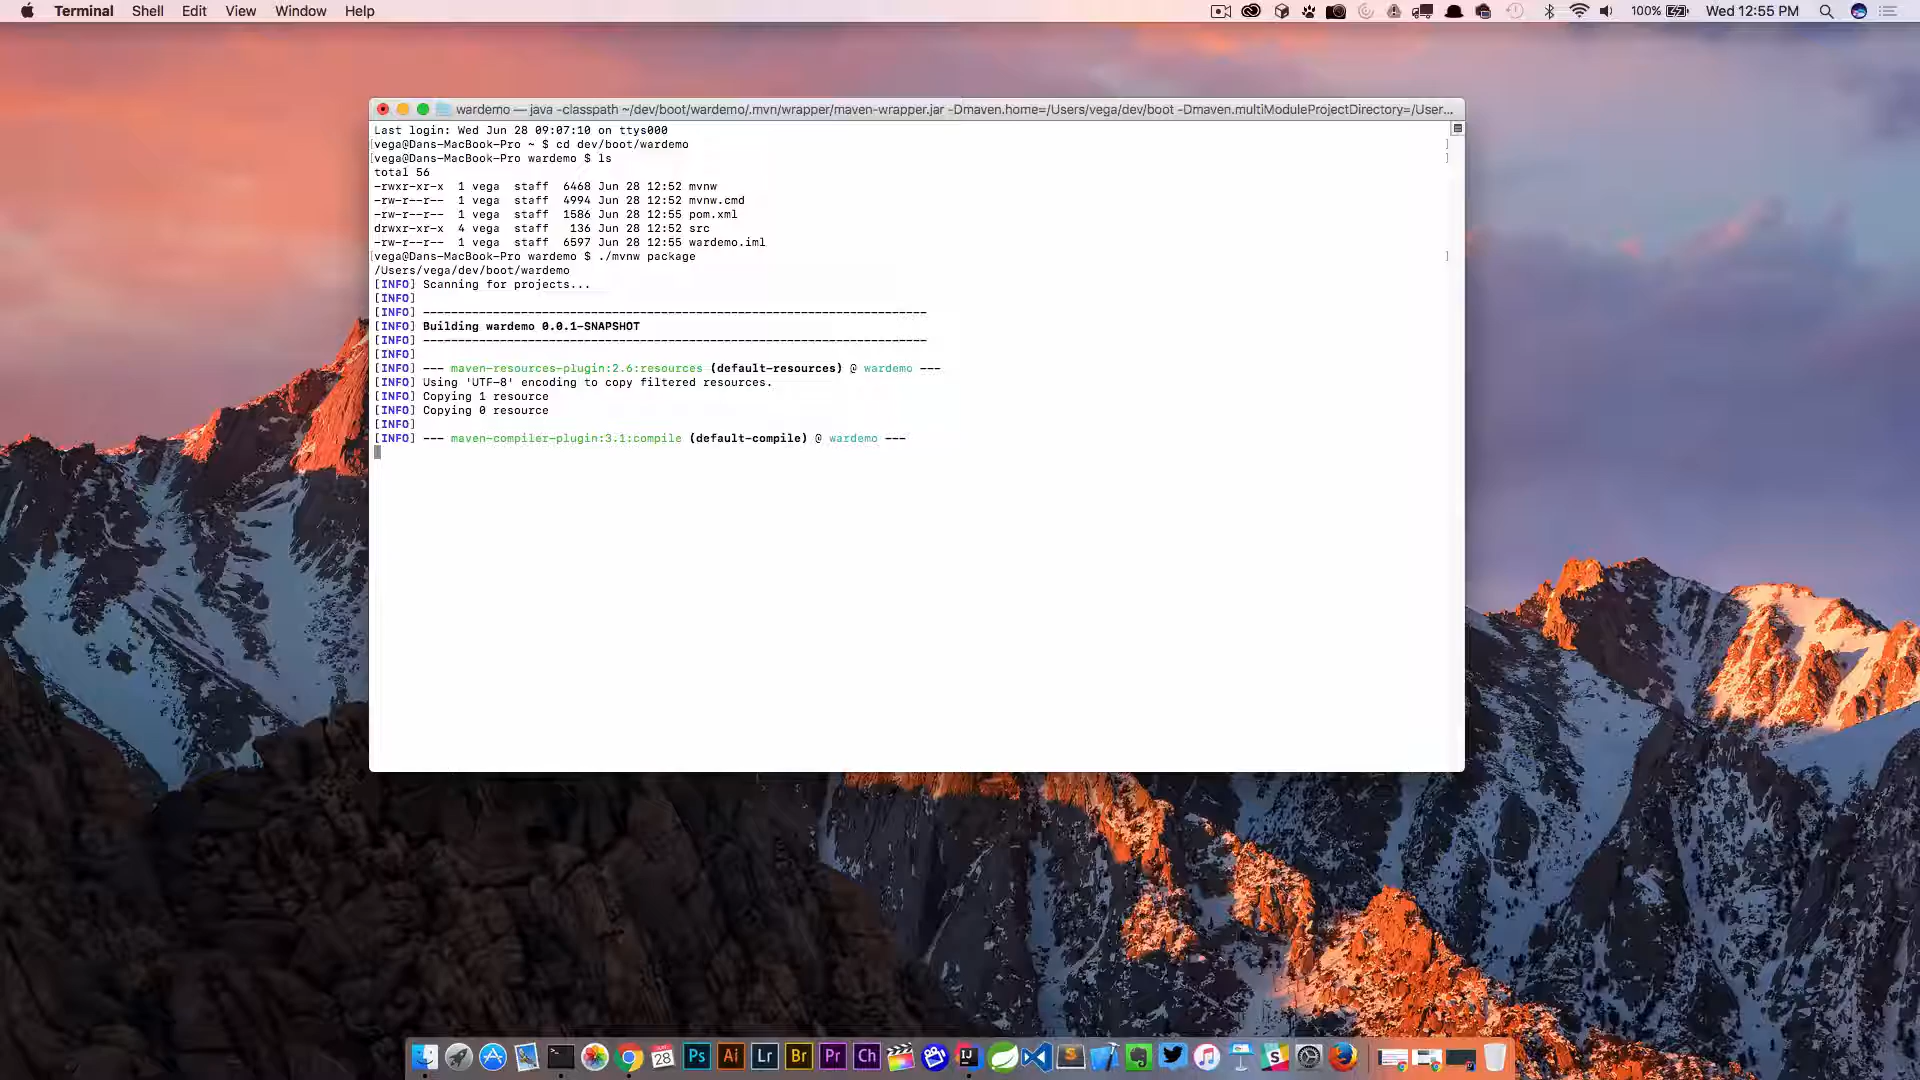 Terminal Shell Edit View Window Help 100% Wed 12:55 PM
wardemo — java -classpath ~/dev/boot/wardemo/.mvn/wrapper/maven-wrapper.jar -Dmaven.home=/Users/vega/dev/boot -Dmaven.multiModuleProjectDirectory=/User...
Last login: Wed Jun 28 09:07:10 on ttys000
[vega@Dans-MacBook-Pro ~ $ cd dev/boot/wardemo ]
[vega@Dans-MacBook-Pro wardemo $ ls ]
total 56
-rwxr-xr-x 1 vega staff 6468 Jun 28 12:52 mvnw
-rw-r--r-- 1 vega staff 4994 Jun 28 12:52 mvnw.cmd
-rw-r--r-- 1 vega staff 1586 Jun 28 12:55 pom.xml
drwxr-xr-x 4 vega staff 136 Jun 28 12:52 src
-rw-r--r-- 1 vega staff 6597 Jun 28 12:55 wardemo.iml
[vega@Dans-MacBook-Pro wardemo $ ./mvnw package ]
/Users/vega/dev/boot/wardemo
[INFO] Scanning for projects...
[INFO]
[INFO] ------------------------------------------------------------------------
[INFO] Building wardemo 0.0.1-SNAPSHOT
[INFO] ------------------------------------------------------------------------
[INFO]
[INFO] --- maven-resources-plugin:2.6:resources (default-resources) @ wardemo ---
[INFO] Using 'UTF-8' encoding to copy filtered resources.
[INFO] Copying 1 resource
[INFO] Copying 0 resource
[INFO]
[INFO] --- maven-compiler-plugin:3.1:compile (default-compile) @ wardemo ---
28 Ps Ai Lr Br Pr Ch IJ S S